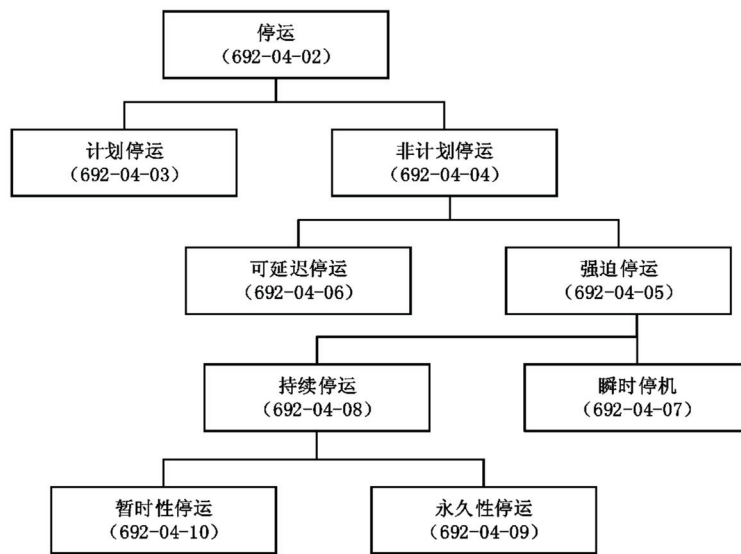 停运
(692-04-02)
计划停运
(692-04-03)
非计划停运
(692-04-04)
可延迟停运
(692-04-06)
强迫停运
(692-04-05)
持续停运
(692-04-08)
瞬时停机
(692-04-07)
暂时性停运
(692-04-10)
永久性停运
(692-04-09)